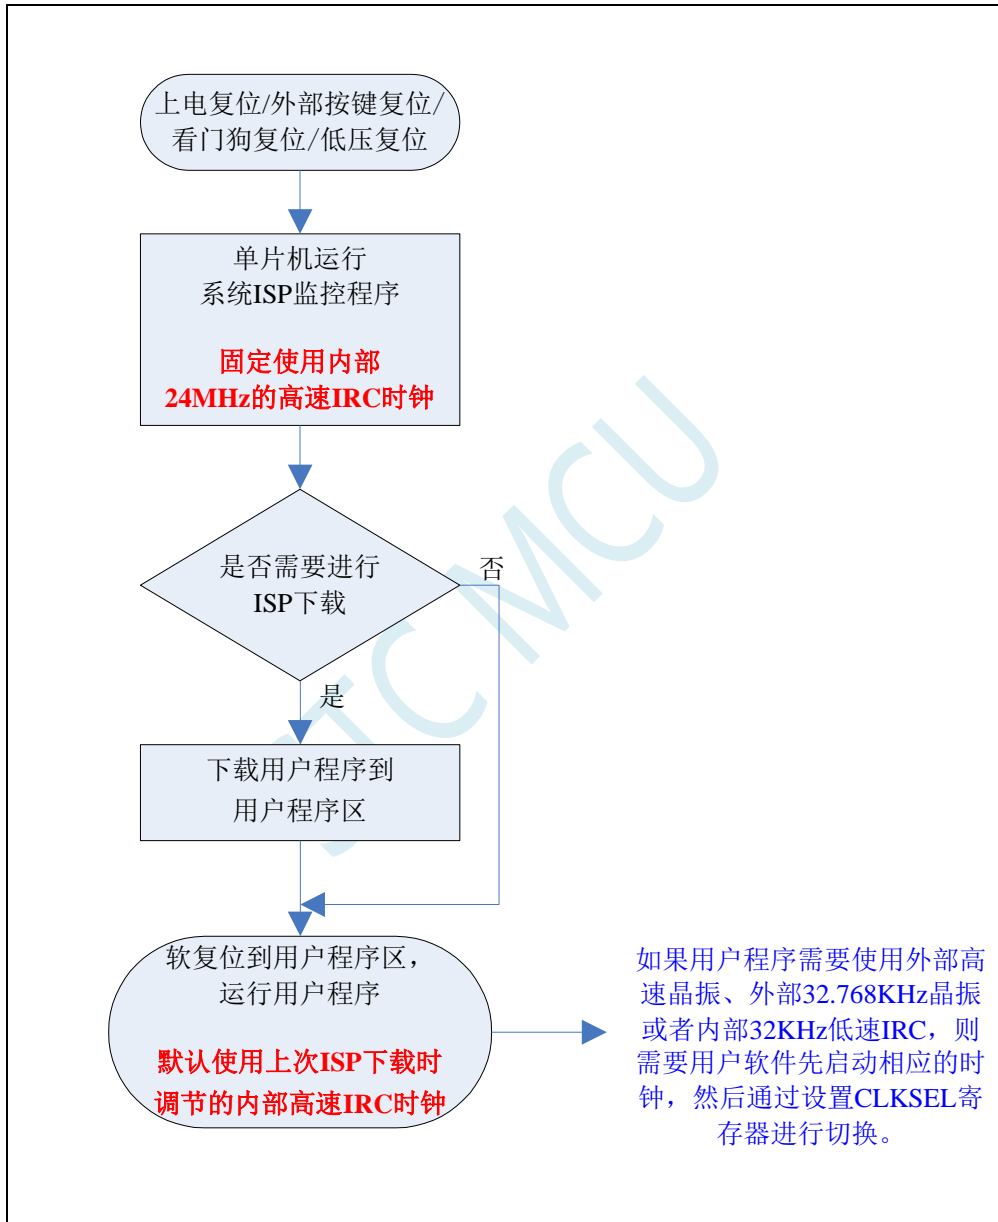 上电复位/外部按键复位/
看门狗复位/低压复位
单片机运行
系统ISP监控程序
固定使用内部
24MHz的高速IRC时钟
是否需要进行
ISP下载
否
是
下载用户程序到
用户程序区
软复位到用户程序区，
运行用户程序
默认使用上次ISP下载时
调节的内部高速IRC时钟
如果用户程序需要使用外部高
速晶振、外部32.768KHz晶振
或者内部32KHz低速IRC，则
需要用户软件先启动相应的时
钟，然后通过设置CLKSEL寄
存器进行切换。
STC MCU